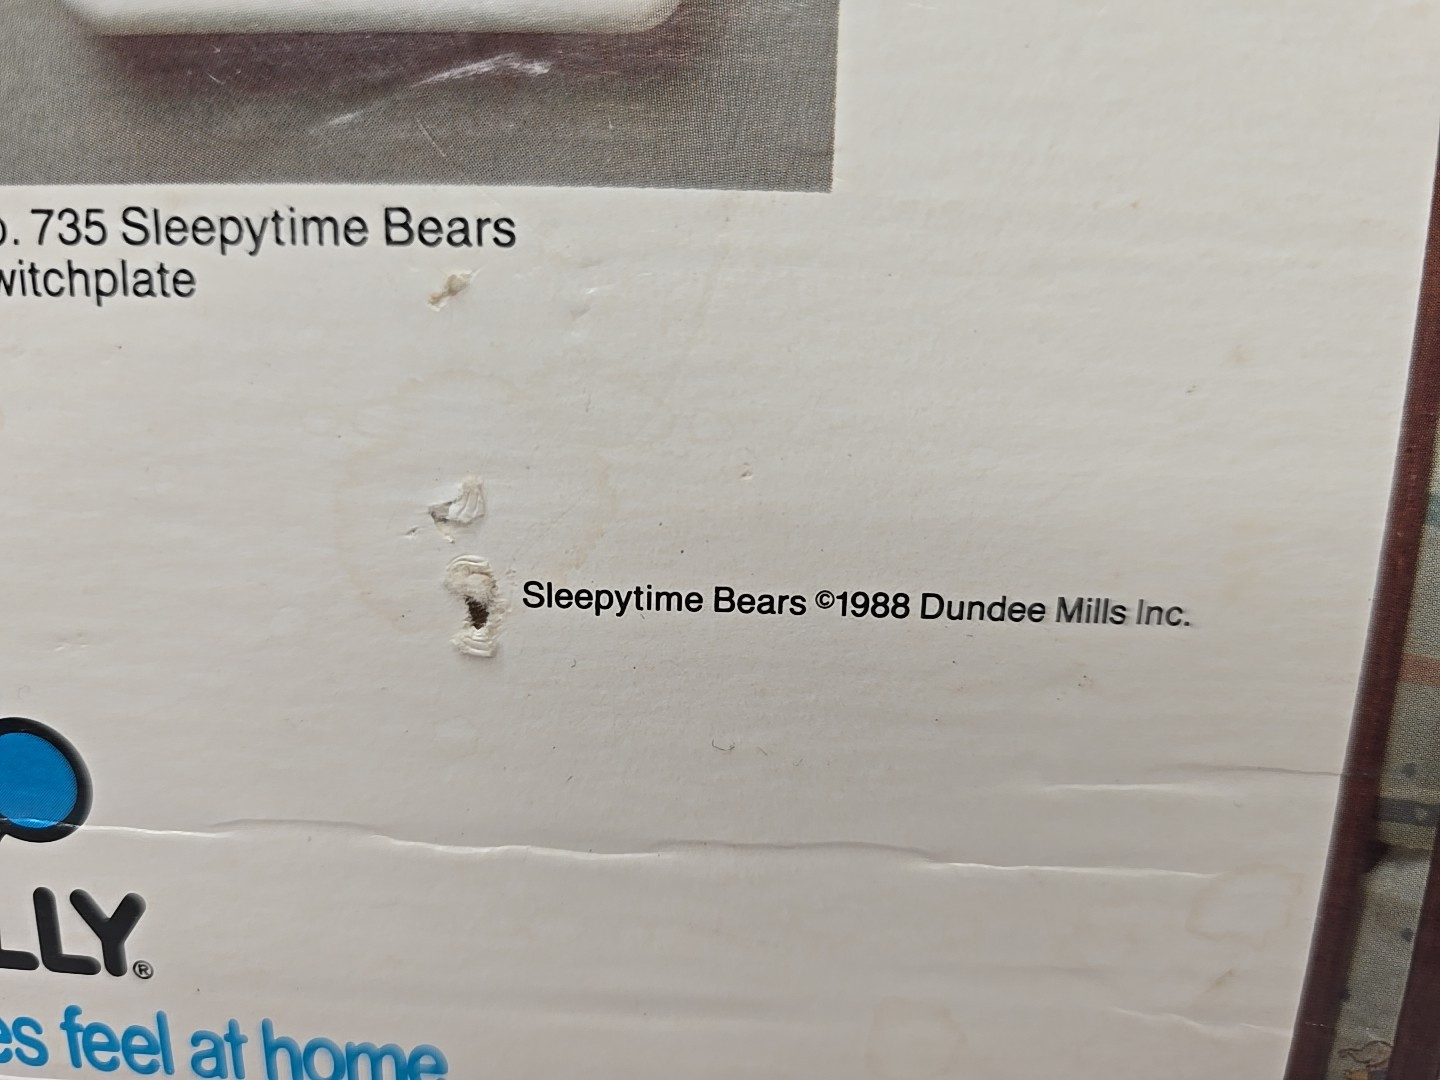 . 735 Sleepytime Bears
witchplate
Sleepytime Bears ©1988 Dundee Mills Inc.
LLY®
es feel at home